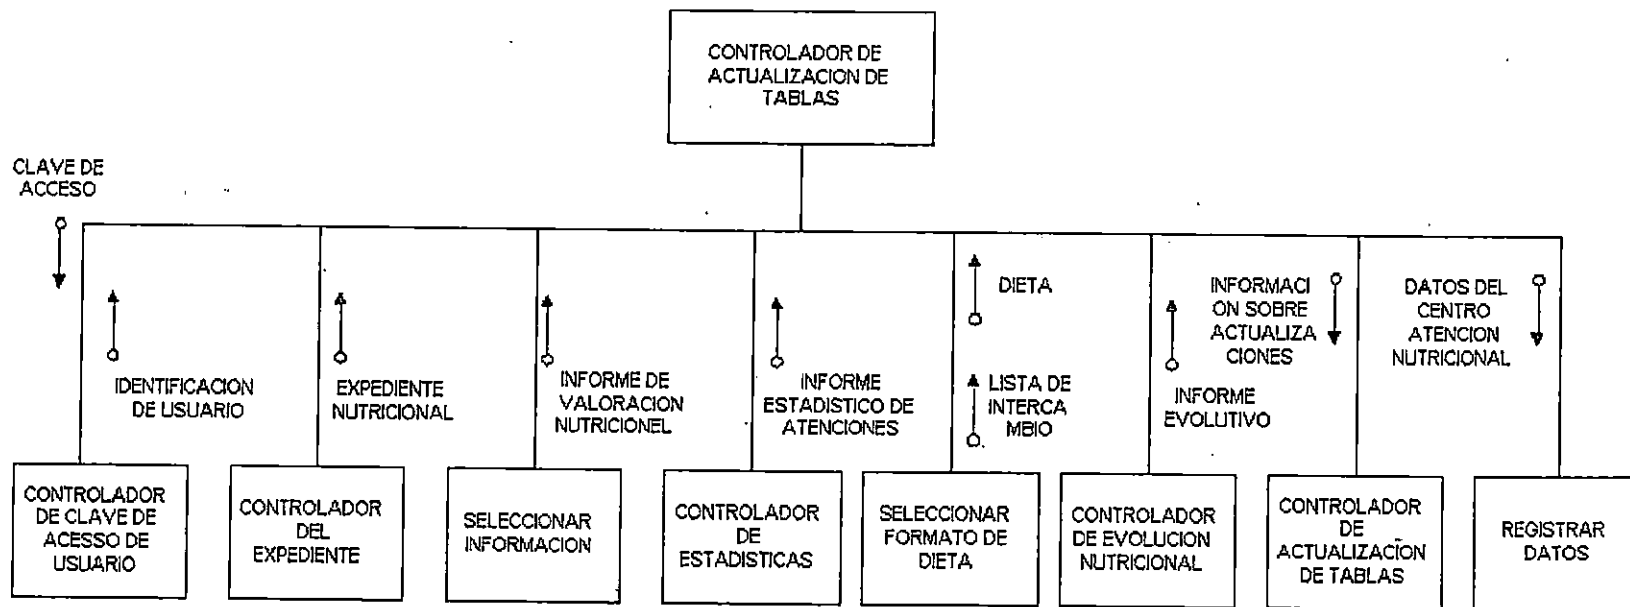 CONTROLADOR DE
ACTUALIZACION DE
TABLAS
CLAVE DE
ACCESO
IDENTIFICACION
DE USUARIO
EXPEDIENTE
NUTRICIONAL
INFORME DE
VALORACION
NUTRICIONEL
INFORME
ESTADISTICO DE
ATENCIONES
DIETA
LISTA DE
INTERCA
MBIO
INFORME
EVOLUTIVO
INFORMACI
ON SOBRE
ACTUALIZA
CIONES
DATOS DEL
CENTRO
ATENCION
NUTRICIONAL
CONTROLADOR
DE CLAVE DE
ACESSO DE
USUARIO
CONTROLADOR
DEL
EXPEDIENTE
SELECCIONAR
INFORMACION
CONTROLADOR
DE
ESTADISTICAS
SELECCIONAR
FORMATO DE
DIETA
CONTROLADOR
DE EVOLUCION
NUTRICIONAL
CONTROLADOR
DE
ACTUALIZACION
DE TABLAS
REGISTRAR
DATOS